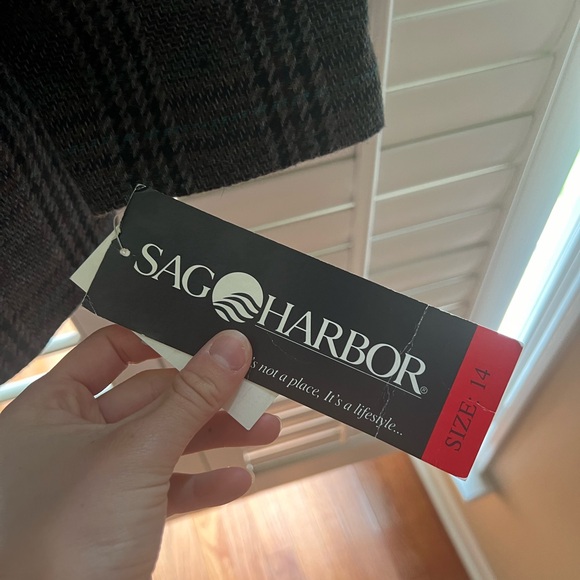 SAG HARBOR®
's not a place, It's a lifestyle...
SIZE: 14